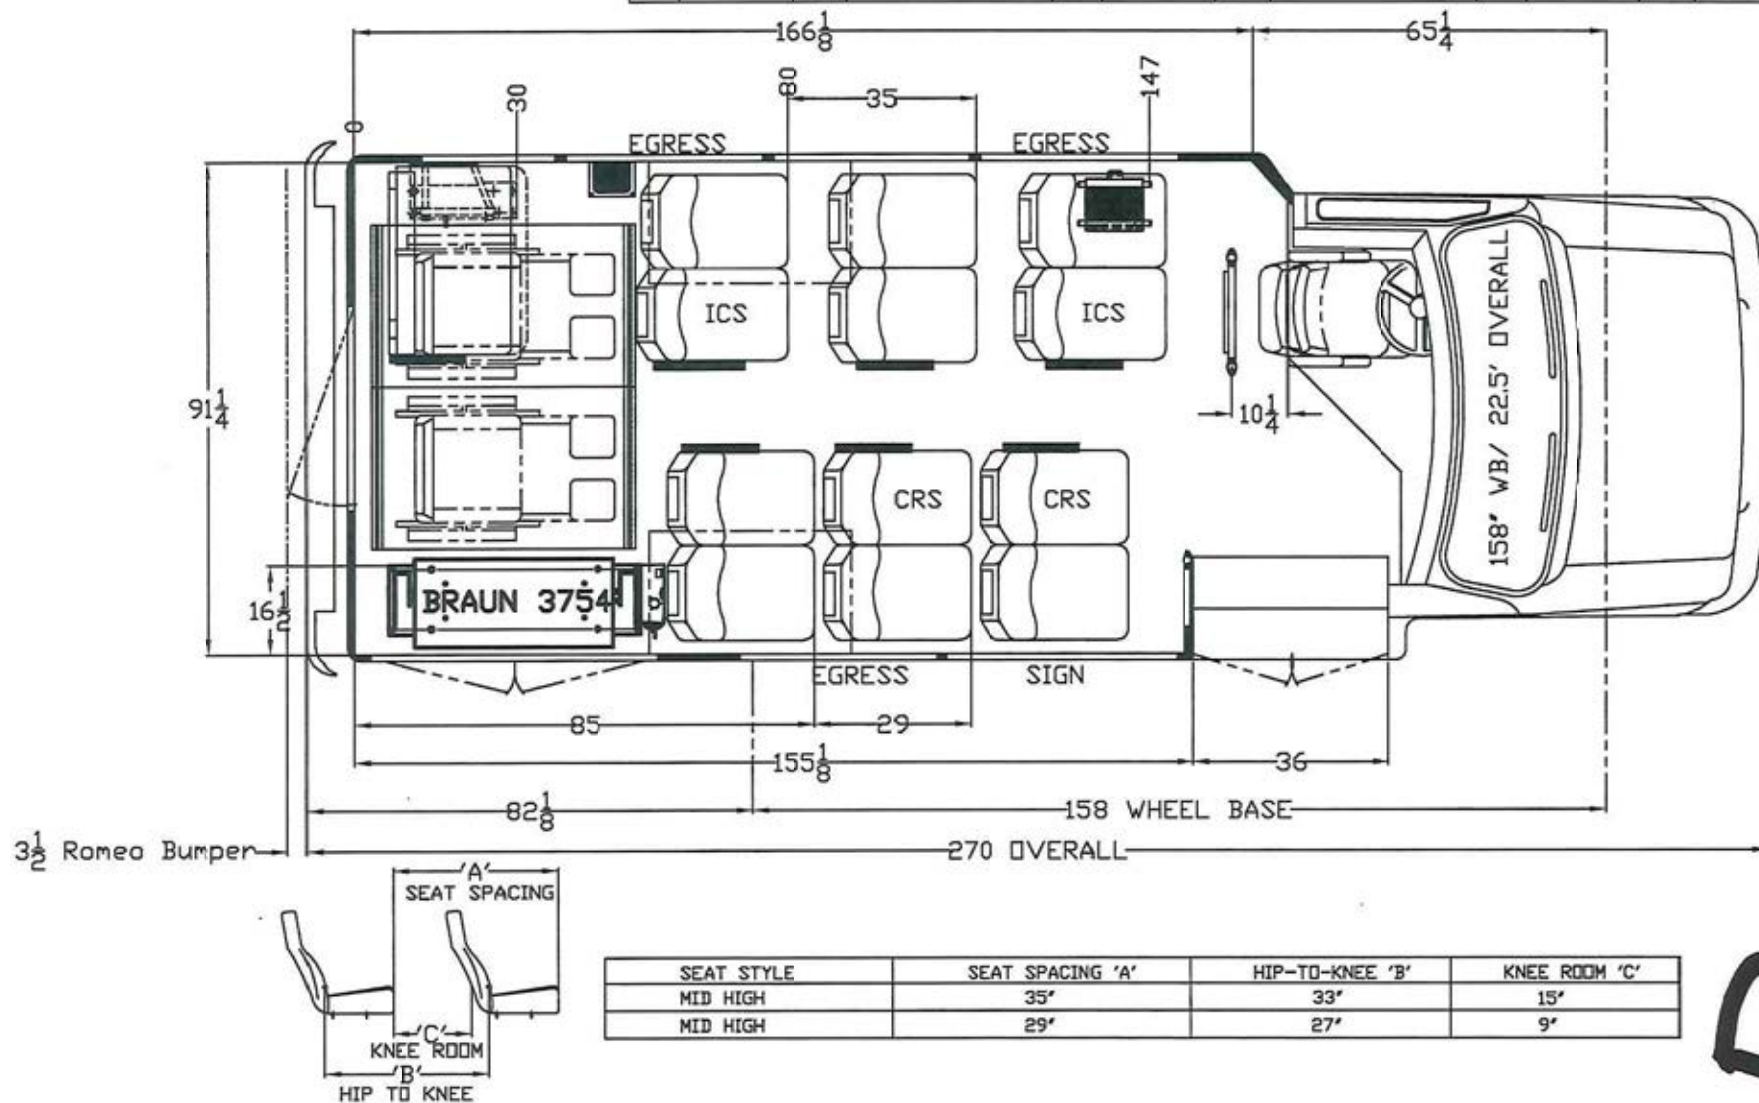 166 1/8
65 1/4
0
30
80
35
147
EGRESS
EGRESS
ICS
ICS
91 1/4
10 1/4
158" WB/ 22.5' OVERALL
CRS
CRS
16 1/2
BRAUN 3754
EGRESS
SIGN
85
29
155 1/8
36
82 1/8
158 WHEEL BASE
3 1/2 Romeo Bumper
270 OVERALL
'A'
SEAT SPACING
'C'
KNEE ROOM
'B'
HIP TO KNEE
SEAT STYLE SEAT SPACING 'A' HIP-TO-KNEE 'B' KNEE ROOM 'C'
MID HIGH 35" 33" 15"
MID HIGH 29" 27" 9"